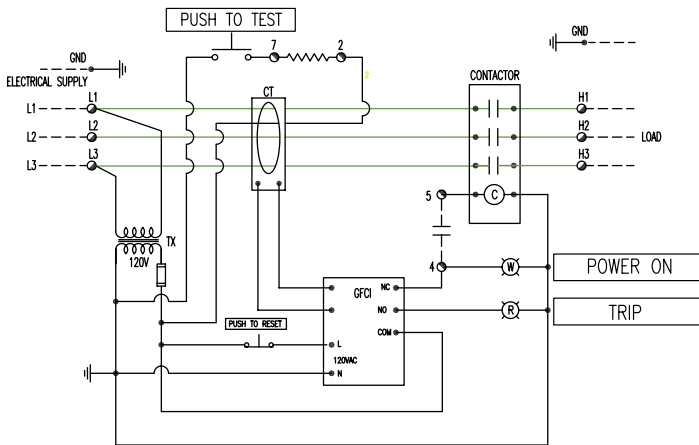 PUSH TO TEST
7
2
GND
GND
2
ELECTRICAL SUPPLY
CONTACTOR
CT
L1
L1
H1
L2
L2
H2
LOAD
L3
L3
H3
5
C
TX
120V
4
W
POWER ON
GFCI
NC
NO
R
TRIP
PUSH TO RESET
COM
L
120VAC
N